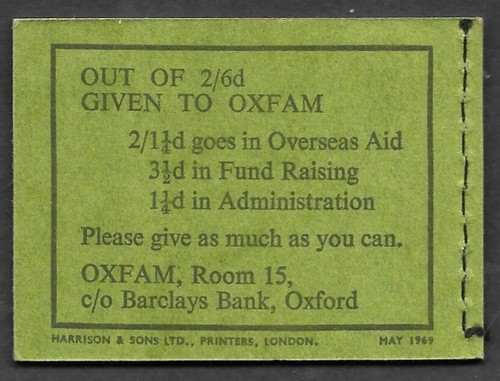 OUT OF 2/6d
GIVEN TO OXFAM
2/1¼d goes in Overseas Aid
3½d in Fund Raising
1¼d in Administration
Please give as much as you can.
OXFAM, Room 15,
c/o Barclays Bank, Oxford
HARRISON & SONS LTD., PRINTERS, LONDON. MAY 1969